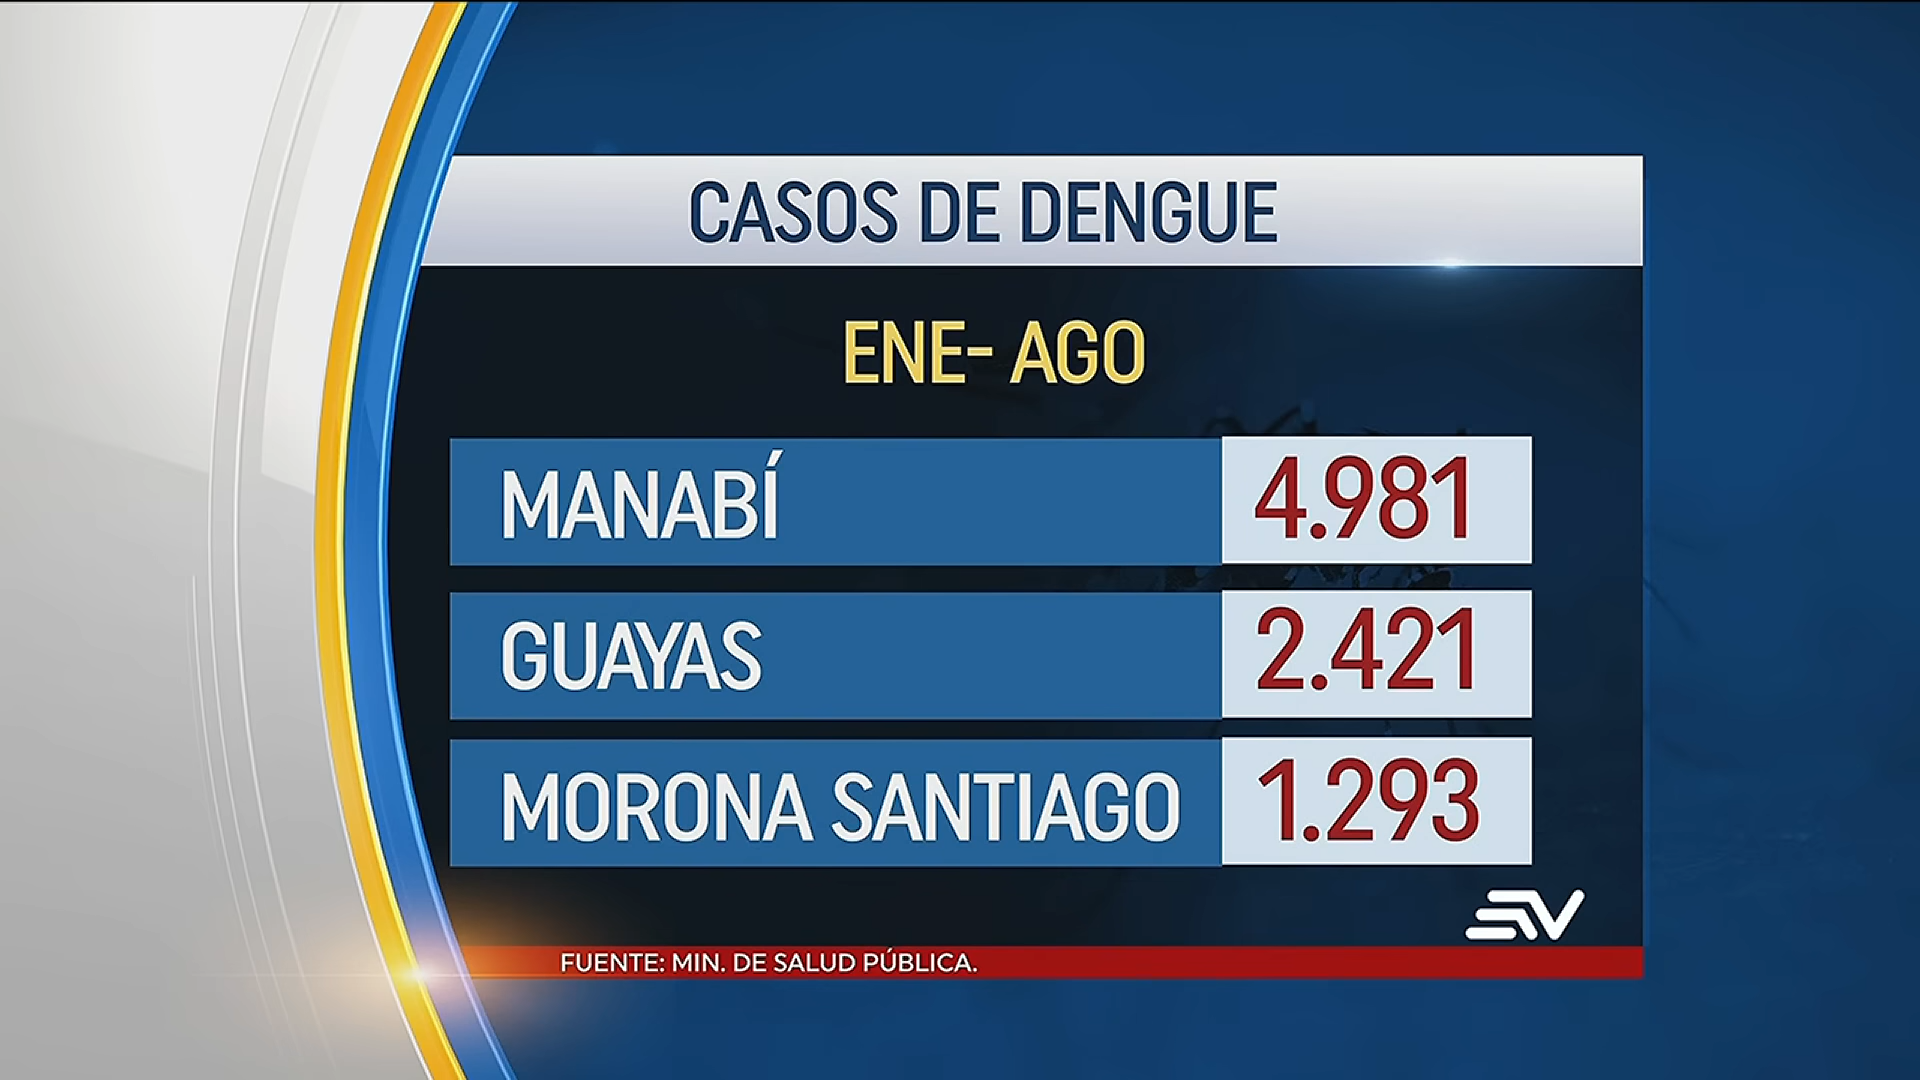 CASOS DE DENGUE
ENE- AGO
MANABÍ 4.981
GUAYAS 2.421
MORONA SANTIAGO 1.293
FUENTE: MIN. DE SALUD PÚBLICA.